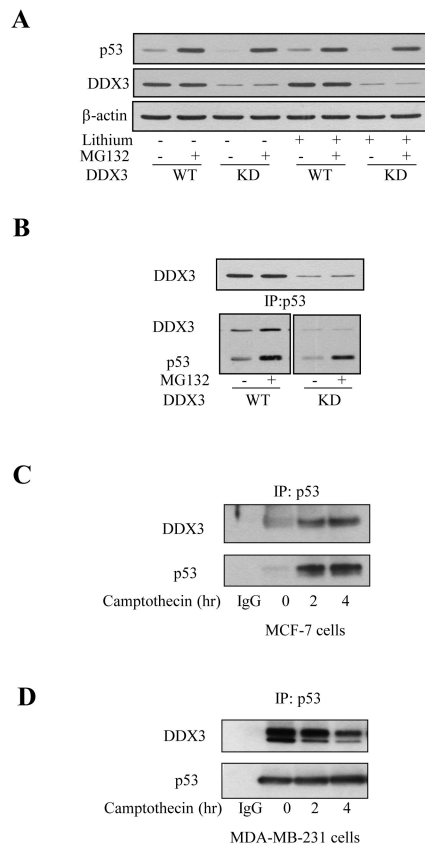 A
p53
DDX3
β-actin
Lithium - - - - + + + +
MG132 - + - + - + - +
DDX3 WT KD WT KD
B
DDX3
IP:p53
DDX3
p53
MG132 - + - +
DDX3 WT KD
C
IP: p53
DDX3
p53
Camptothecin (hr) IgG 0 2 4
MCF-7 cells
D
IP: p53
DDX3
p53
Camptothecin (hr) IgG 0 2 4
MDA-MB-231 cells